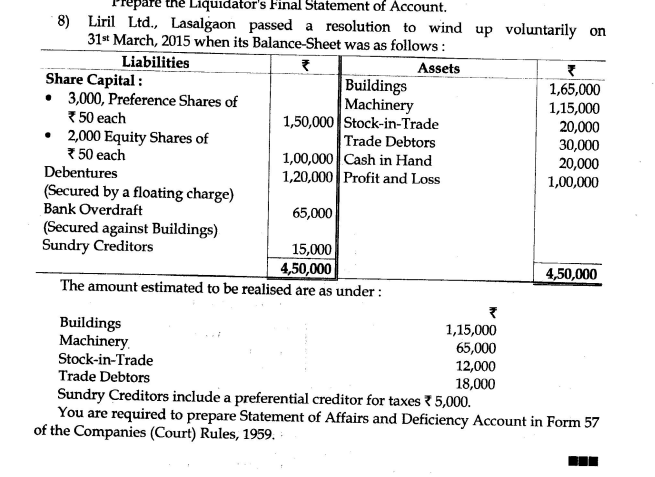 Prepare the Liquidator's Final Statement of Account.
8) Liril Ltd., Lasalgaon passed a resolution to wind up voluntarily on
31st March, 2015 when its Balance-Sheet was as follows :
Liabilities ₹ Assets ₹
Share Capital : Buildings 1,65,000
• 3,000, Preference Shares of Machinery 1,15,000
₹ 50 each 1,50,000 Stock-in-Trade 20,000
• 2,000 Equity Shares of Trade Debtors 30,000
₹ 50 each 1,00,000 Cash in Hand 20,000
Debentures 1,20,000 Profit and Loss 1,00,000
(Secured by a floating charge)
Bank Overdraft 65,000
(Secured against Buildings)
Sundry Creditors 15,000
4,50,000 4,50,000
The amount estimated to be realised are as under :
₹
Buildings 1,15,000
Machinery 65,000
Stock-in-Trade 12,000
Trade Debtors 18,000
Sundry Creditors include a preferential creditor for taxes ₹ 5,000.
You are required to prepare Statement of Affairs and Deficiency Account in Form 57
of the Companies (Court) Rules, 1959.